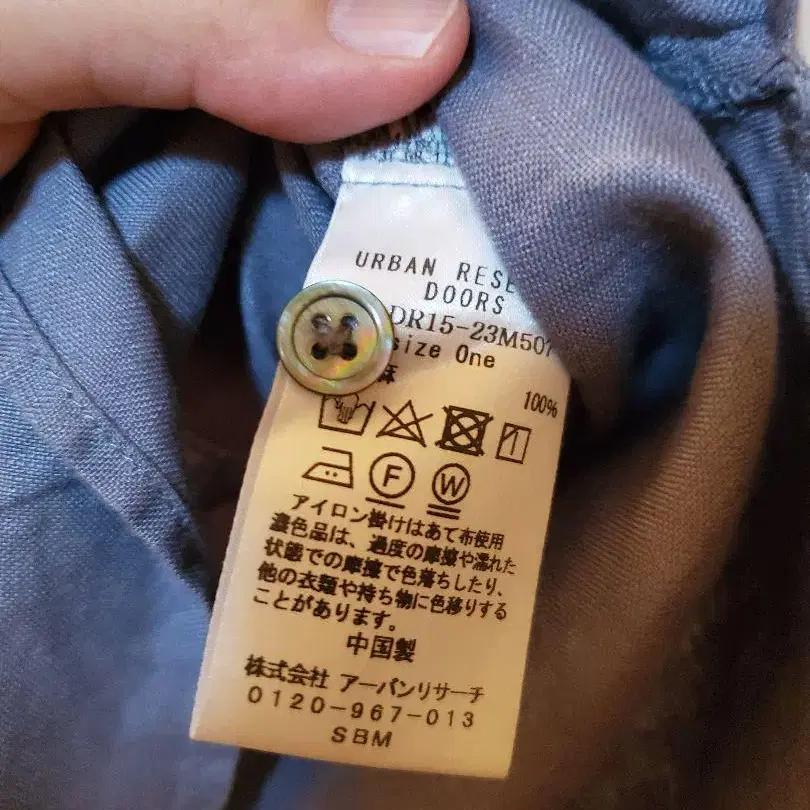 URBAN RESE
DOORS
DR15-23M507
size One
麻 100%
F W
アイロン掛けはあて布使用
濃色品は、過度の摩擦や濡れた
状態での摩擦で色落ちしたり、
他の衣類や持ち物に色移りする
ことがあります。
中国製
株式会社 アーバンリサーチ
0120-967-013
SBM